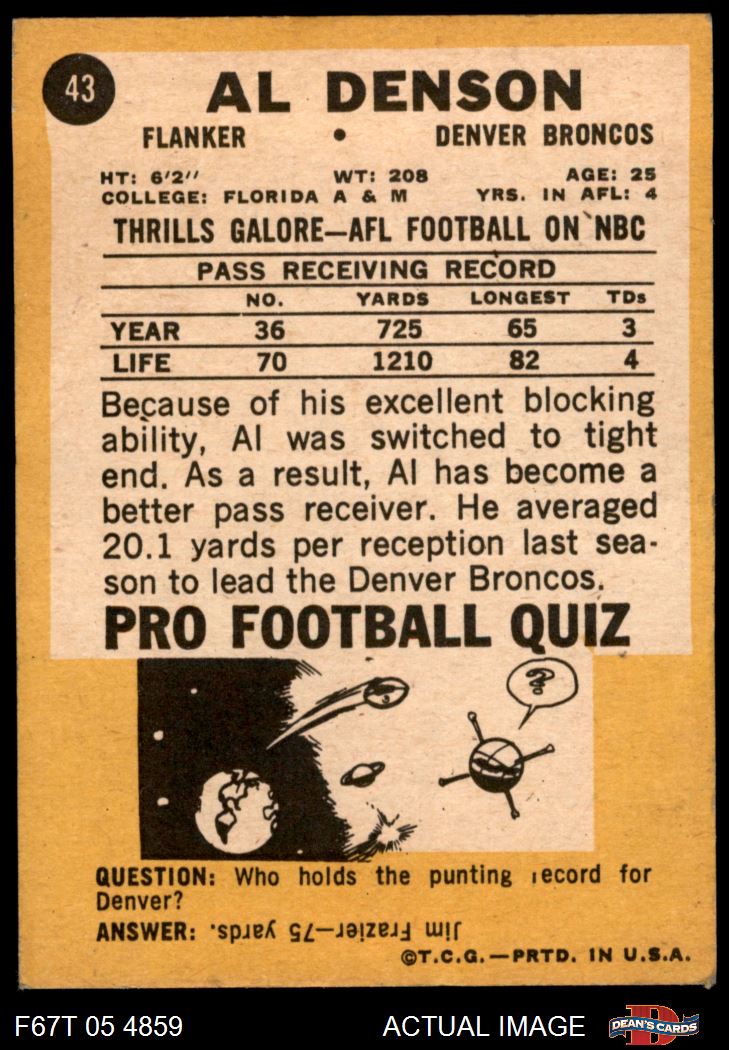 43
AL DENSON
FLANKER • DENVER BRONCOS
HT: 6'2" WT: 208 AGE: 25
COLLEGE: FLORIDA A & M YRS. IN AFL: 4
THRILLS GALORE—AFL FOOTBALL ON NBC
PASS RECEIVING RECORD
NO. YARDS LONGEST TDs
YEAR 36 725 65 3
LIFE 70 1210 82 4
Because of his excellent blocking
ability, Al was switched to tight
end. As a result, Al has become a
better pass receiver. He averaged
20.1 yards per reception last sea-
son to lead the Denver Broncos.
PRO FOOTBALL QUIZ
?
QUESTION: Who holds the punting record for
Denver?
ANSWER: Jim Frazier—75 yards.
©T.C.G.—PRTD. IN U.S.A.
F67T 05 4859 ACTUAL IMAGE DEAN'S CARDS